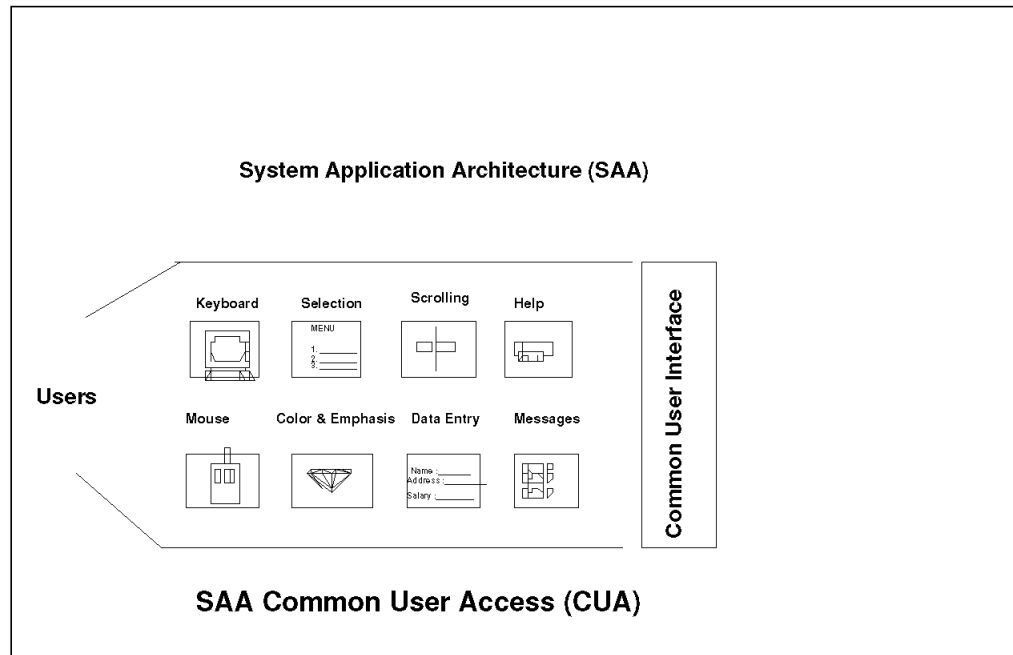 System Application Architecture (SAA)
Keyboard
Selection
Scrolling
Help
MENU
1.
2.
3.
Users
Mouse
Color & Emphasis
Data Entry
Messages
Name :
Address :
Salary :
Common User Interface
SAA Common User Access (CUA)